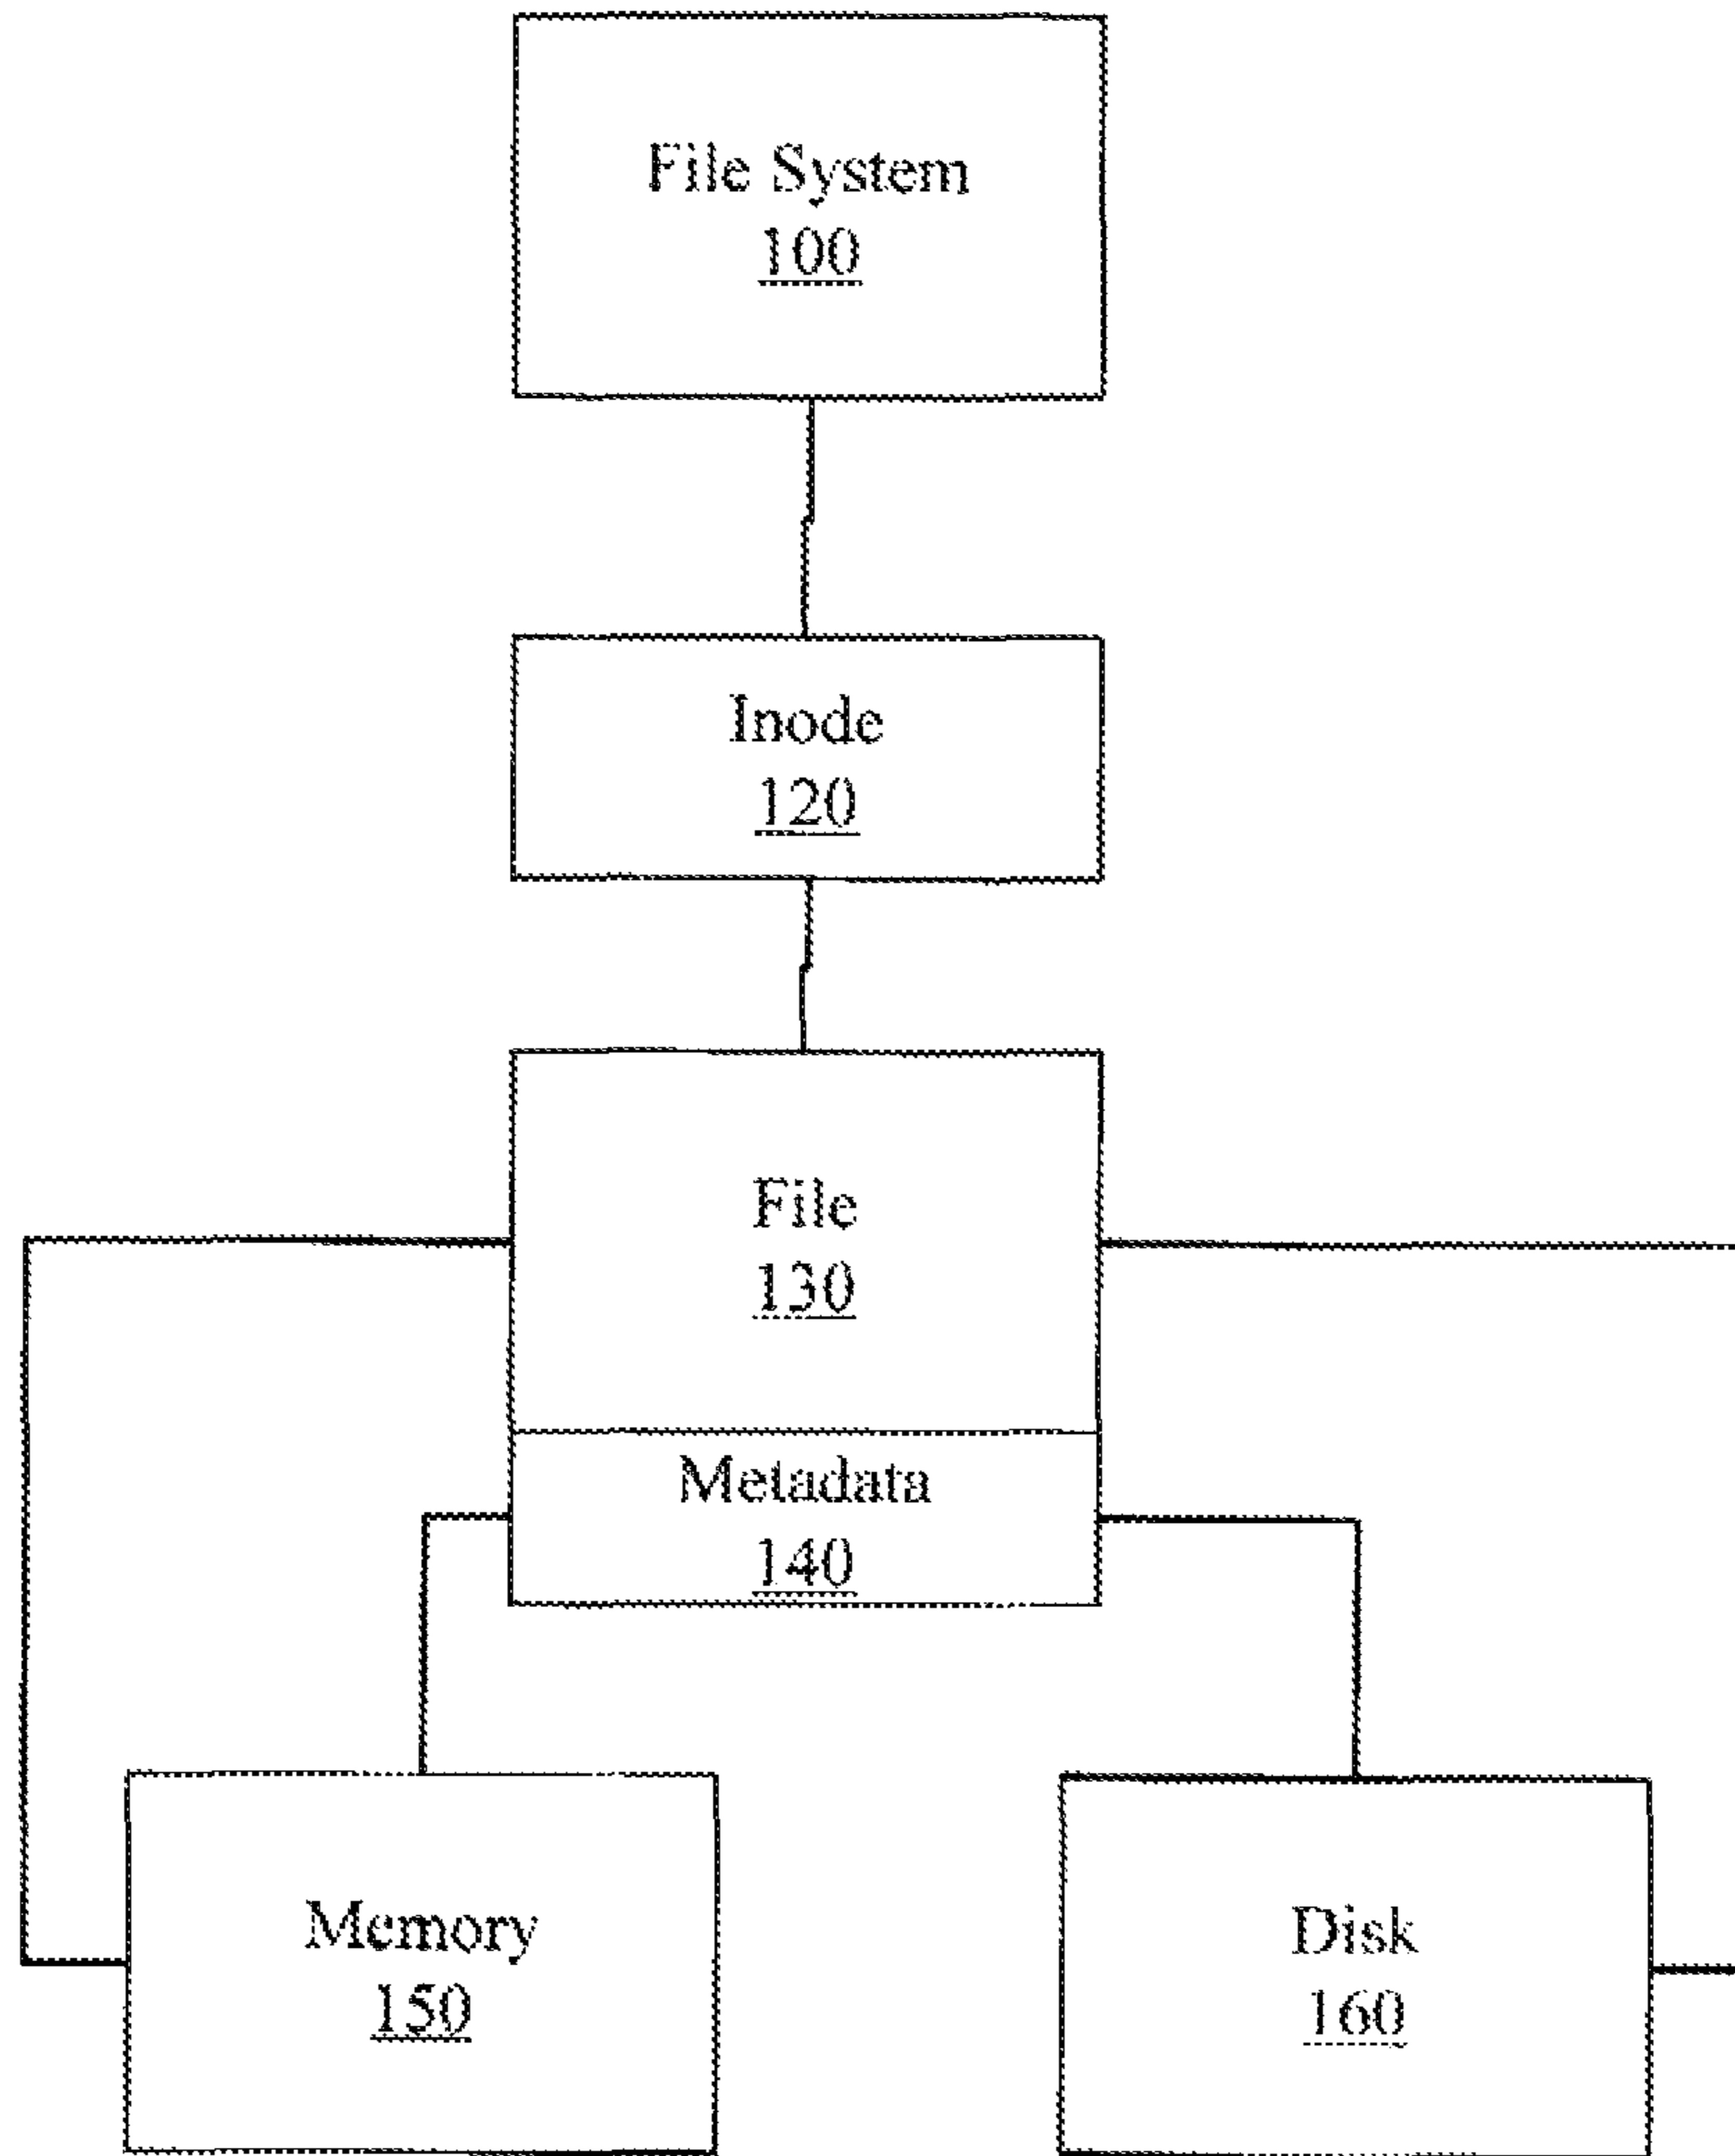 File System
100
Inode
120
File
130
Metadata
140
Memory
150
Disk
160